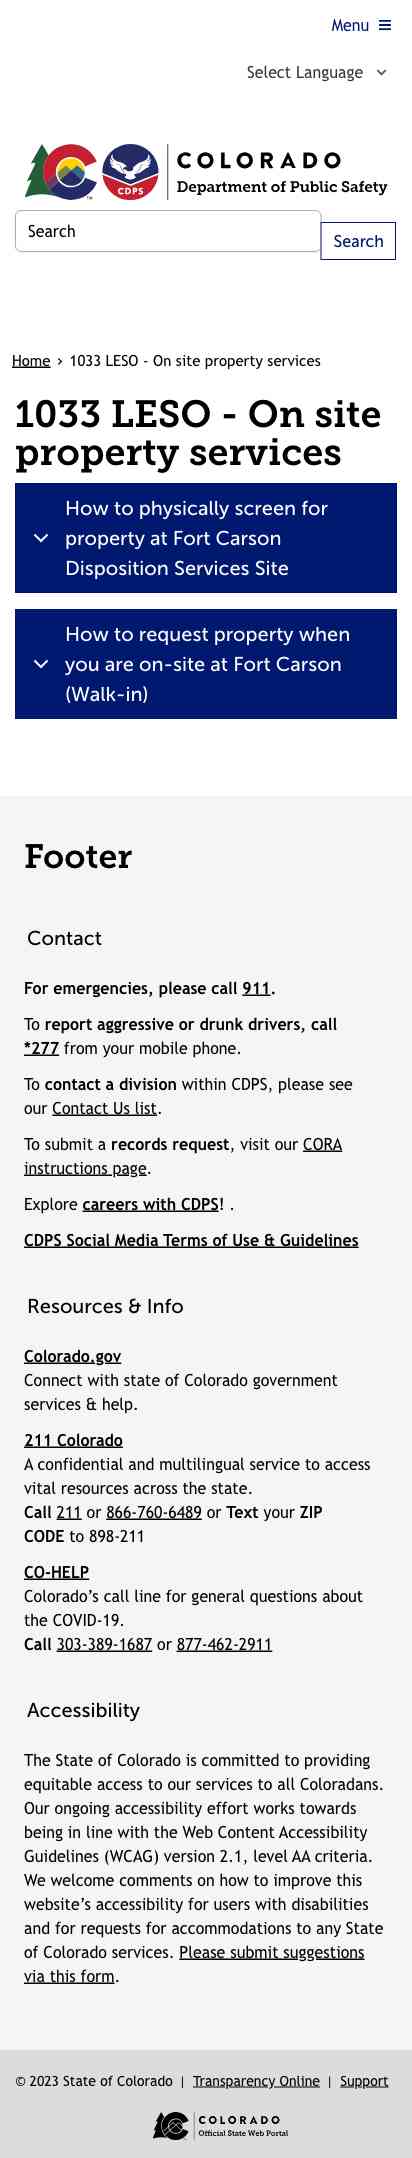 Menu
Select Language
COLORADO
CDPS
Department of Public Safety
TM
Search
Search
Home › 1033 LESO - On site property services
1033 LESO - On site
property services
How to physically screen for
property at Fort Carson
Disposition Services Site
How to request property when
you are on-site at Fort Carson
(Walk-in)
Footer
Contact
For emergencies, please call 911.
To report aggressive or drunk drivers, call
*277 from your mobile phone.
To contact a division within CDPS, please see
our Contact Us list.
To submit a records request, visit our CORA
instructions page.
Explore careers with CDPS! .
CDPS Social Media Terms of Use & Guidelines
Resources & Info
Colorado.gov
Connect with state of Colorado government
services & help.
211 Colorado
A confidential and multilingual service to access
vital resources across the state.
Call 211 or 866-760-6489 or Text your ZIP
CODE to 898-211
CO-HELP
Colorado’s call line for general questions about
the COVID-19.
Call 303-389-1687 or 877-462-2911
Accessibility
The State of Colorado is committed to providing
equitable access to our services to all Coloradans.
Our ongoing accessibility effort works towards
being in line with the Web Content Accessibility
Guidelines (WCAG) version 2.1, level AA criteria.
We welcome comments on how to improve this
website’s accessibility for users with disabilities
and for requests for accommodations to any State
of Colorado services. Please submit suggestions
via this form.
© 2023 State of Colorado | Transparency Online | Support
COLORADO
Official State Web Portal